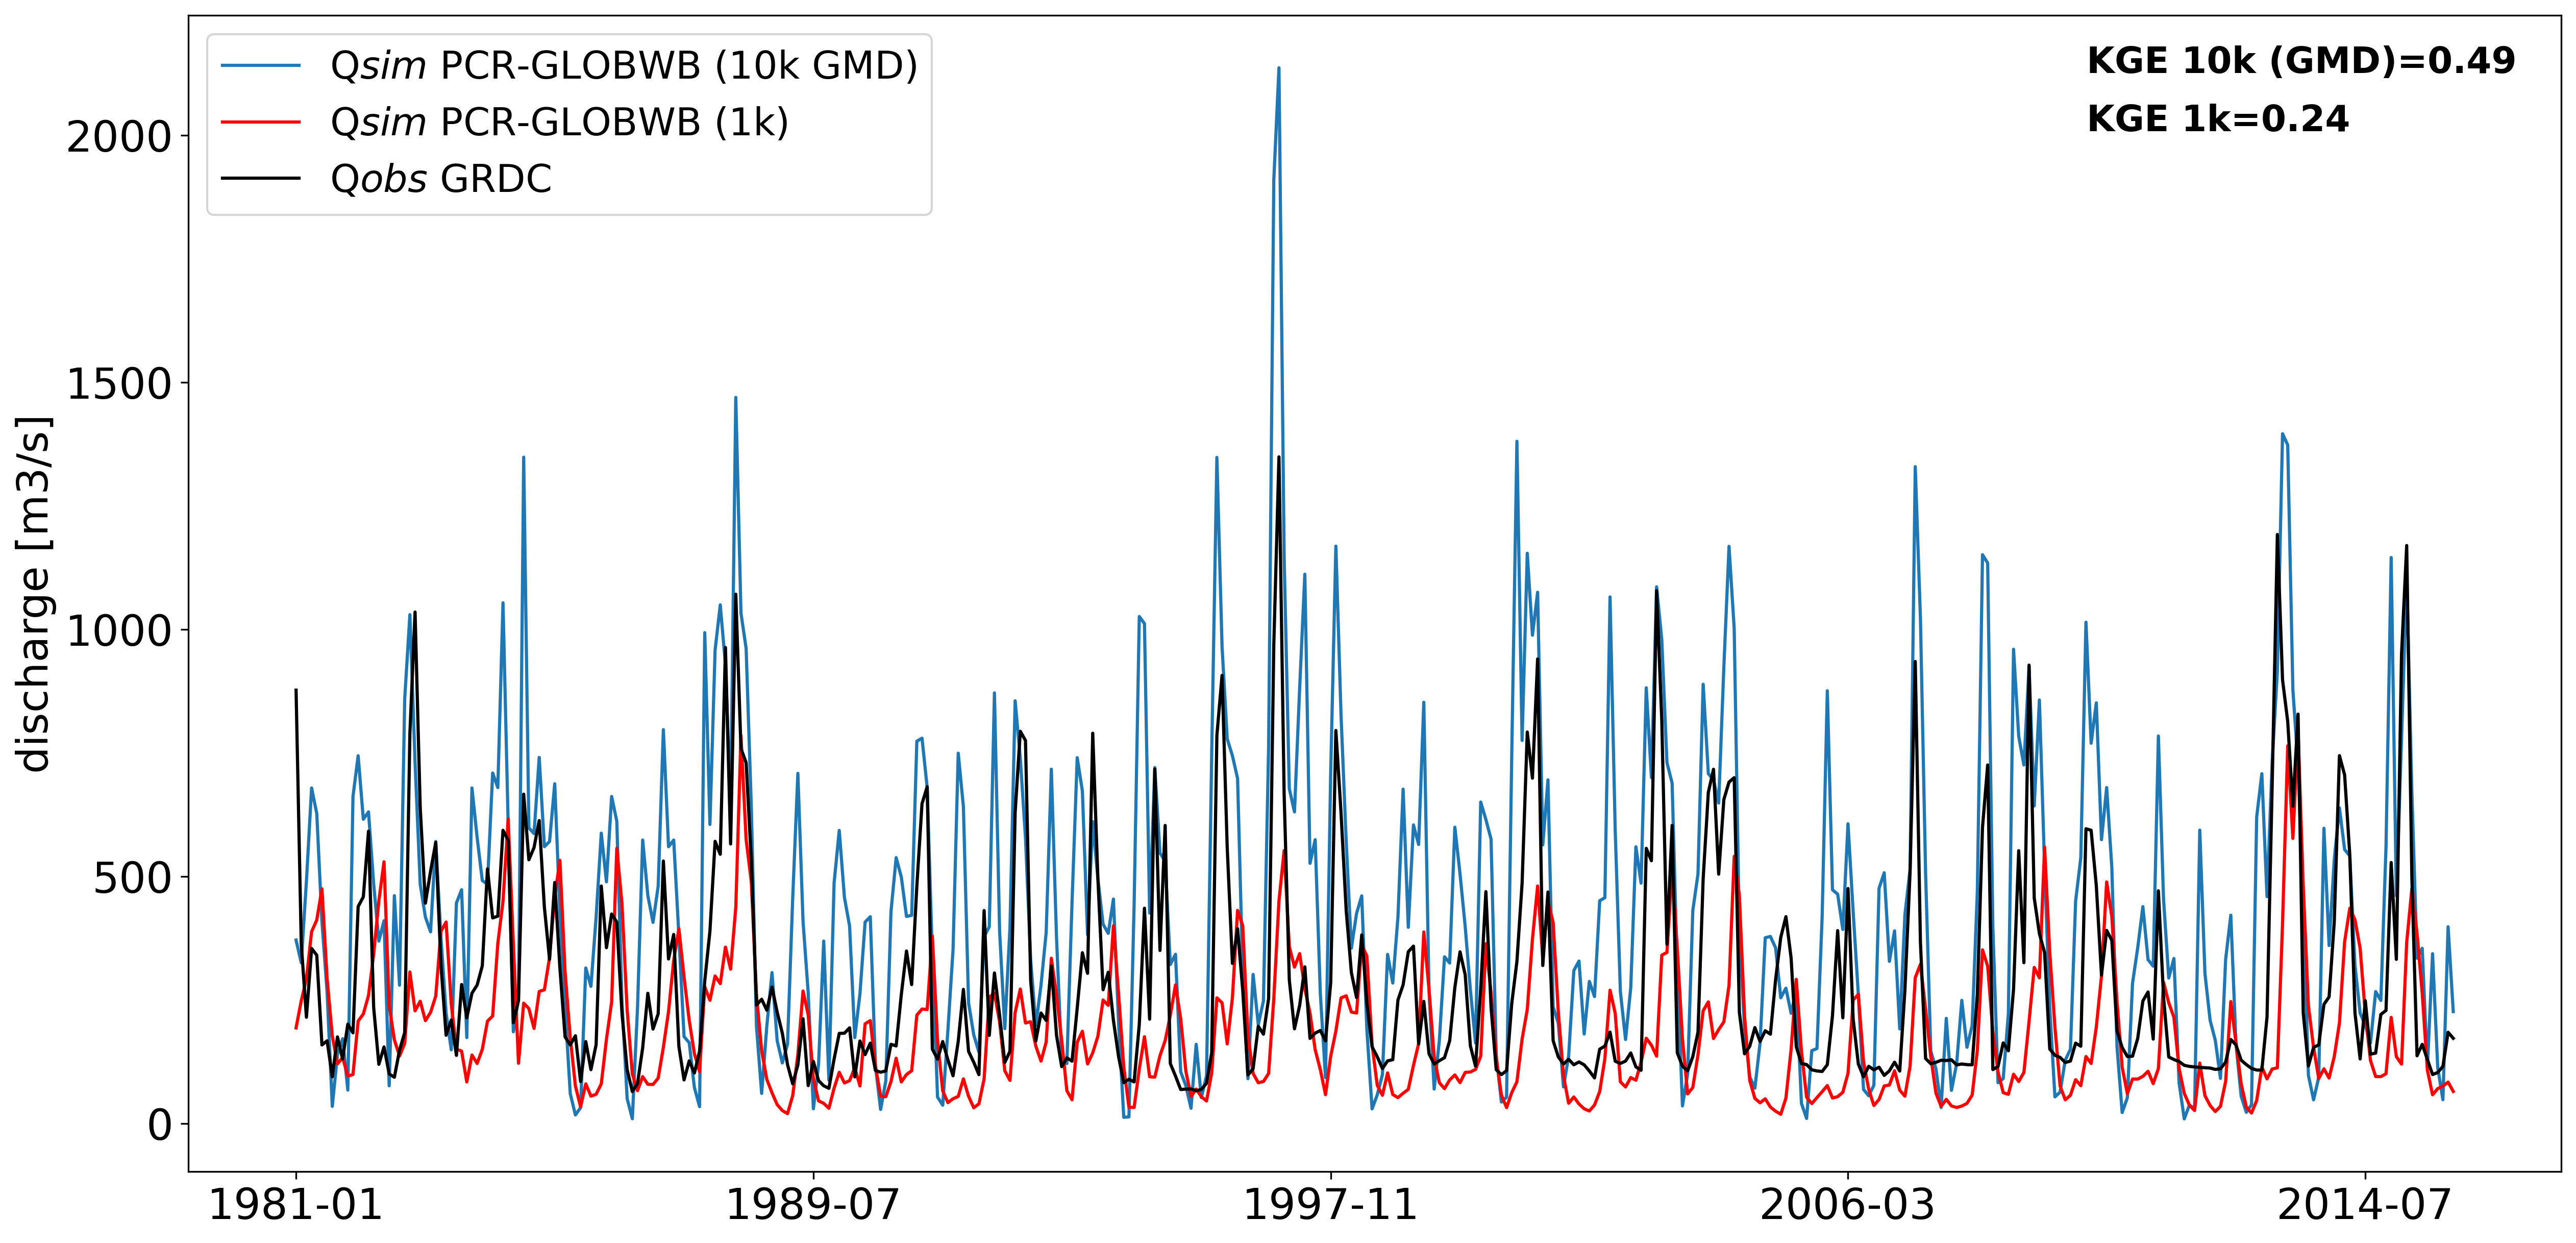 Qsim PCR-GLOBWB (10k GMD)
Qsim PCR-GLOBWB (1k)
Qobs GRDC
KGE 10k (GMD)=0.49
KGE 1k=0.24
discharge [m3/s]
2000
1500
1000
500
0
1981-01
1989-07
1997-11
2006-03
2014-07